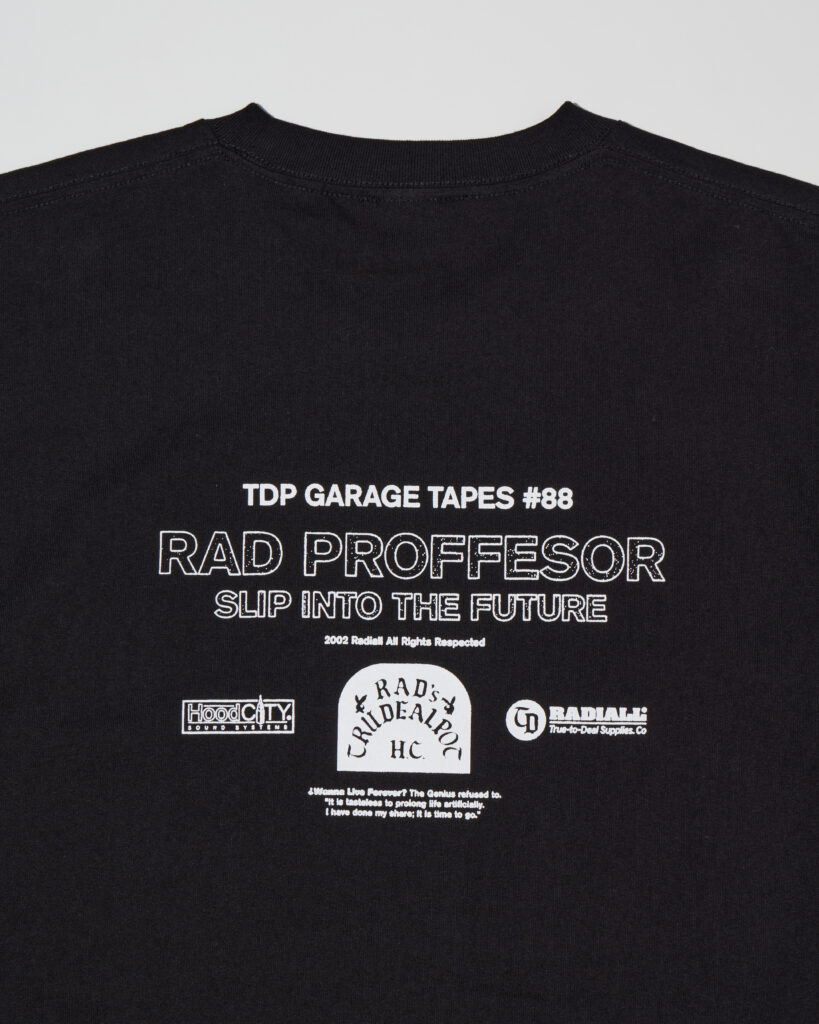 TDP GARAGE TAPES #88
RAD PROFFESOR
SLIP INTO THE FUTURE
2002 Radiall All Rights Respected
HoodCITY.
SOUND SYSTEMS
RAD's
TRUDEALPOT
H.C.
TD RADIALL
True-to-Deal Supplies.Co
¿Wanna Live Forever? The Genius refused to.
"It is tasteless to prolong life artificially.
I have done my share; it is time to go."